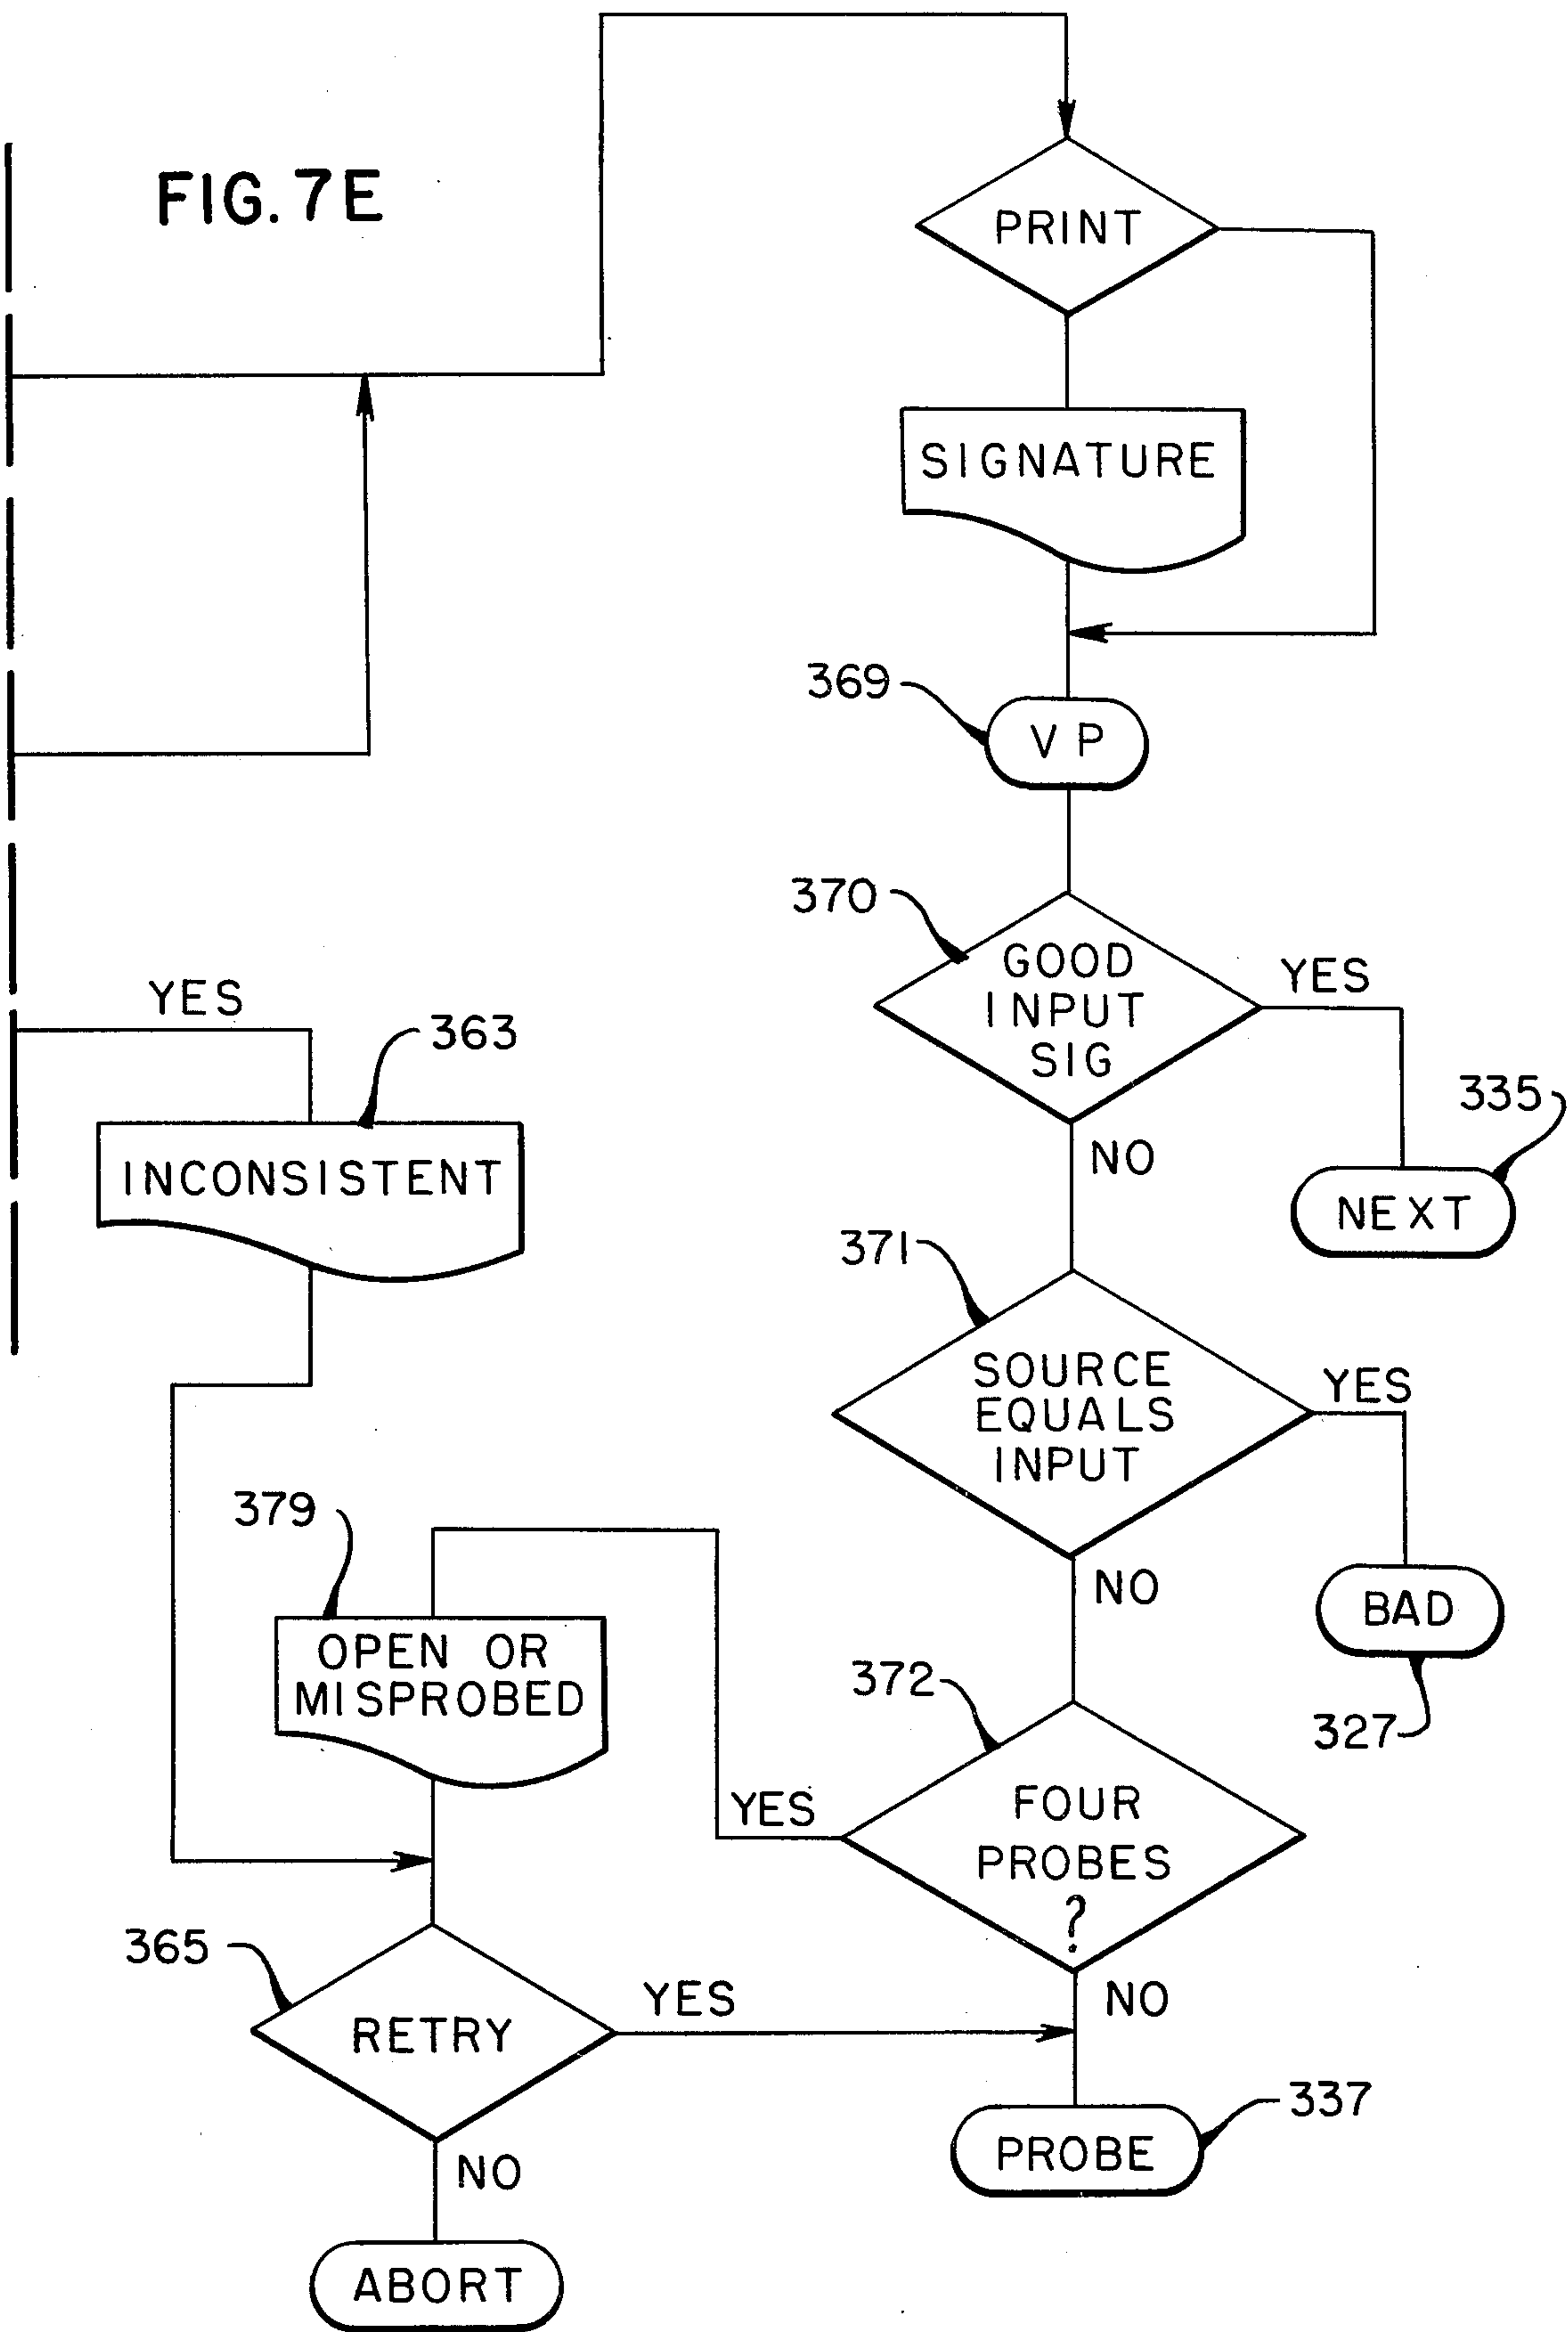 FIG. 7E
PRINT
SIGNATURE
369
VP
370
GOOD
INPUT
SIG
YES
NO
335
NEXT
YES
363
INCONSISTENT
371
SOURCE
EQUALS
INPUT
YES
NO
BAD
327
379
OPEN OR
MISPROBED
372
FOUR
PROBES
?
YES
NO
365
RETRY
YES
NO
337
PROBE
ABORT